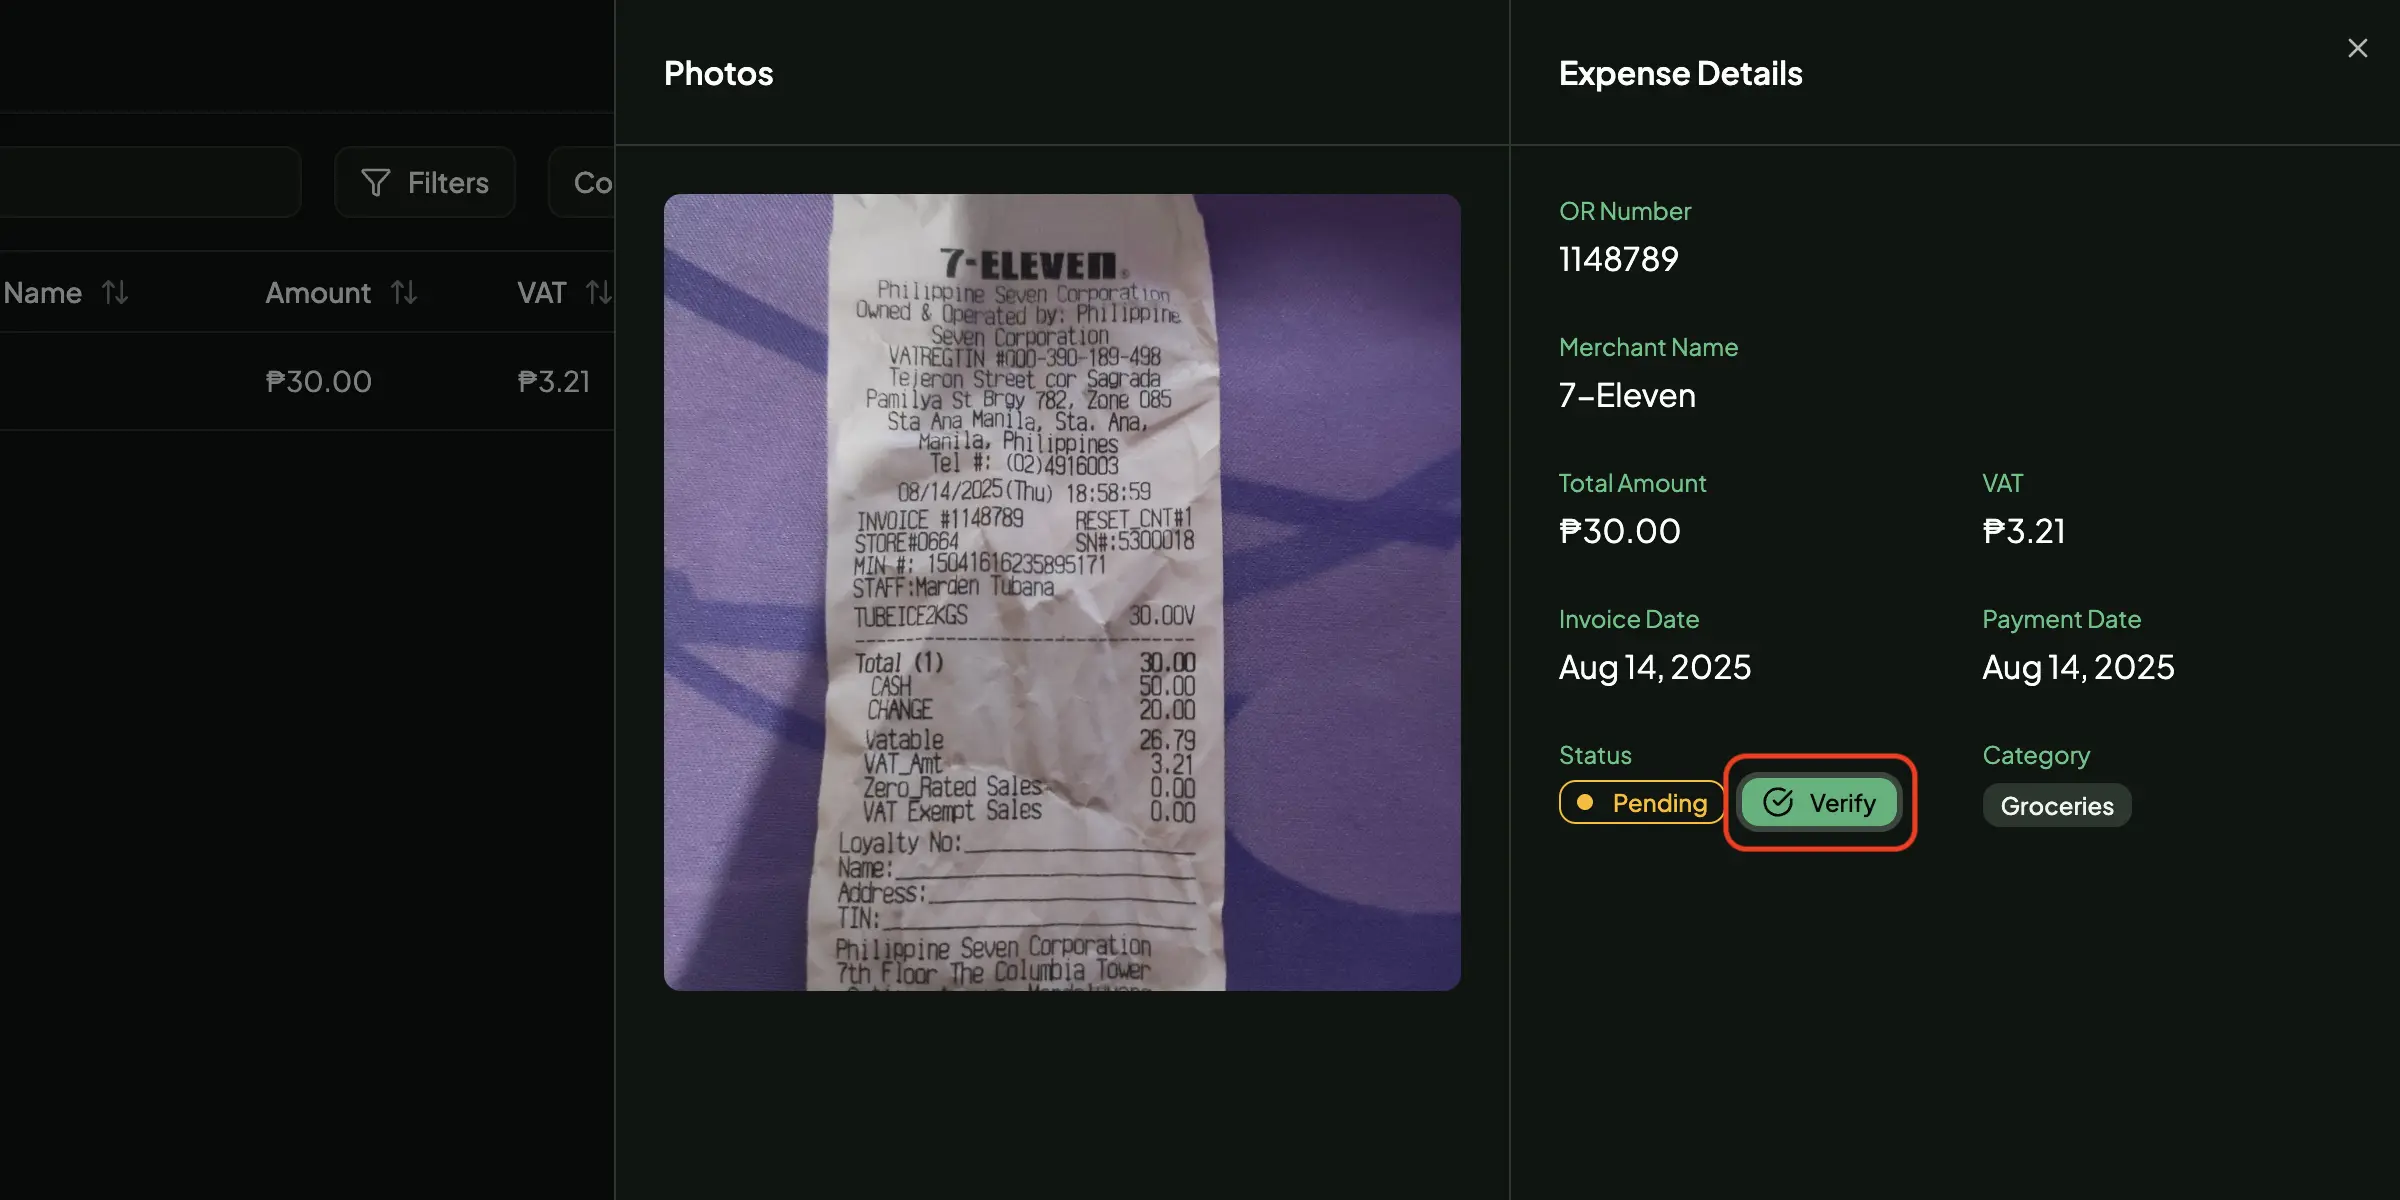 Filters
Co
Name
Amount
VAT
₱30.00
₱3.21
Photos
7-ELEVEN®
Philippine Seven Corporation
Owned & Operated by: Philippine
Seven Corporation
VATREGTIN #000-390-189-498
Tejeron Street cor Sagrada
Pamilya St Brgy 782, Zone 085
Sta Ana Manila, Sta. Ana,
Manila, Philippines
Tel #: (02)4916003
08/14/2025(Thu) 18:58:59
INVOICE #1148789 RESET_CNT#1
STORE#0664 SN#:5300018
MIN #: 15041616235895171
STAFF:Marden Tubana
TUBEICE2KGS 30.00V
Total (1) 30.00
CASH 50.00
CHANGE 20.00
Vatable 26.79
VAT_Amt 3.21
Zero_Rated Sales 0.00
VAT Exempt Sales 0.00
Loyalty No:
Name:
Address:
TIN:
Philippine Seven Corporation
7th Floor The Columbia Tower
Expense Details
OR Number
1148789
Merchant Name
7-Eleven
Total Amount
₱30.00
VAT
₱3.21
Invoice Date
Aug 14, 2025
Payment Date
Aug 14, 2025
Status
Pending
Verify
Category
Groceries